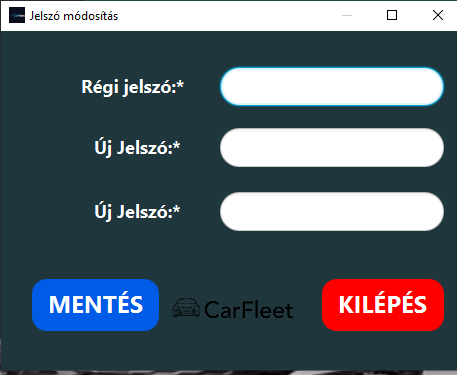 Jelszó módosítás
Régi jelszó:*
Új Jelszó:*
Új Jelszó:*
MENTÉS
CarFleet
KILÉPÉS